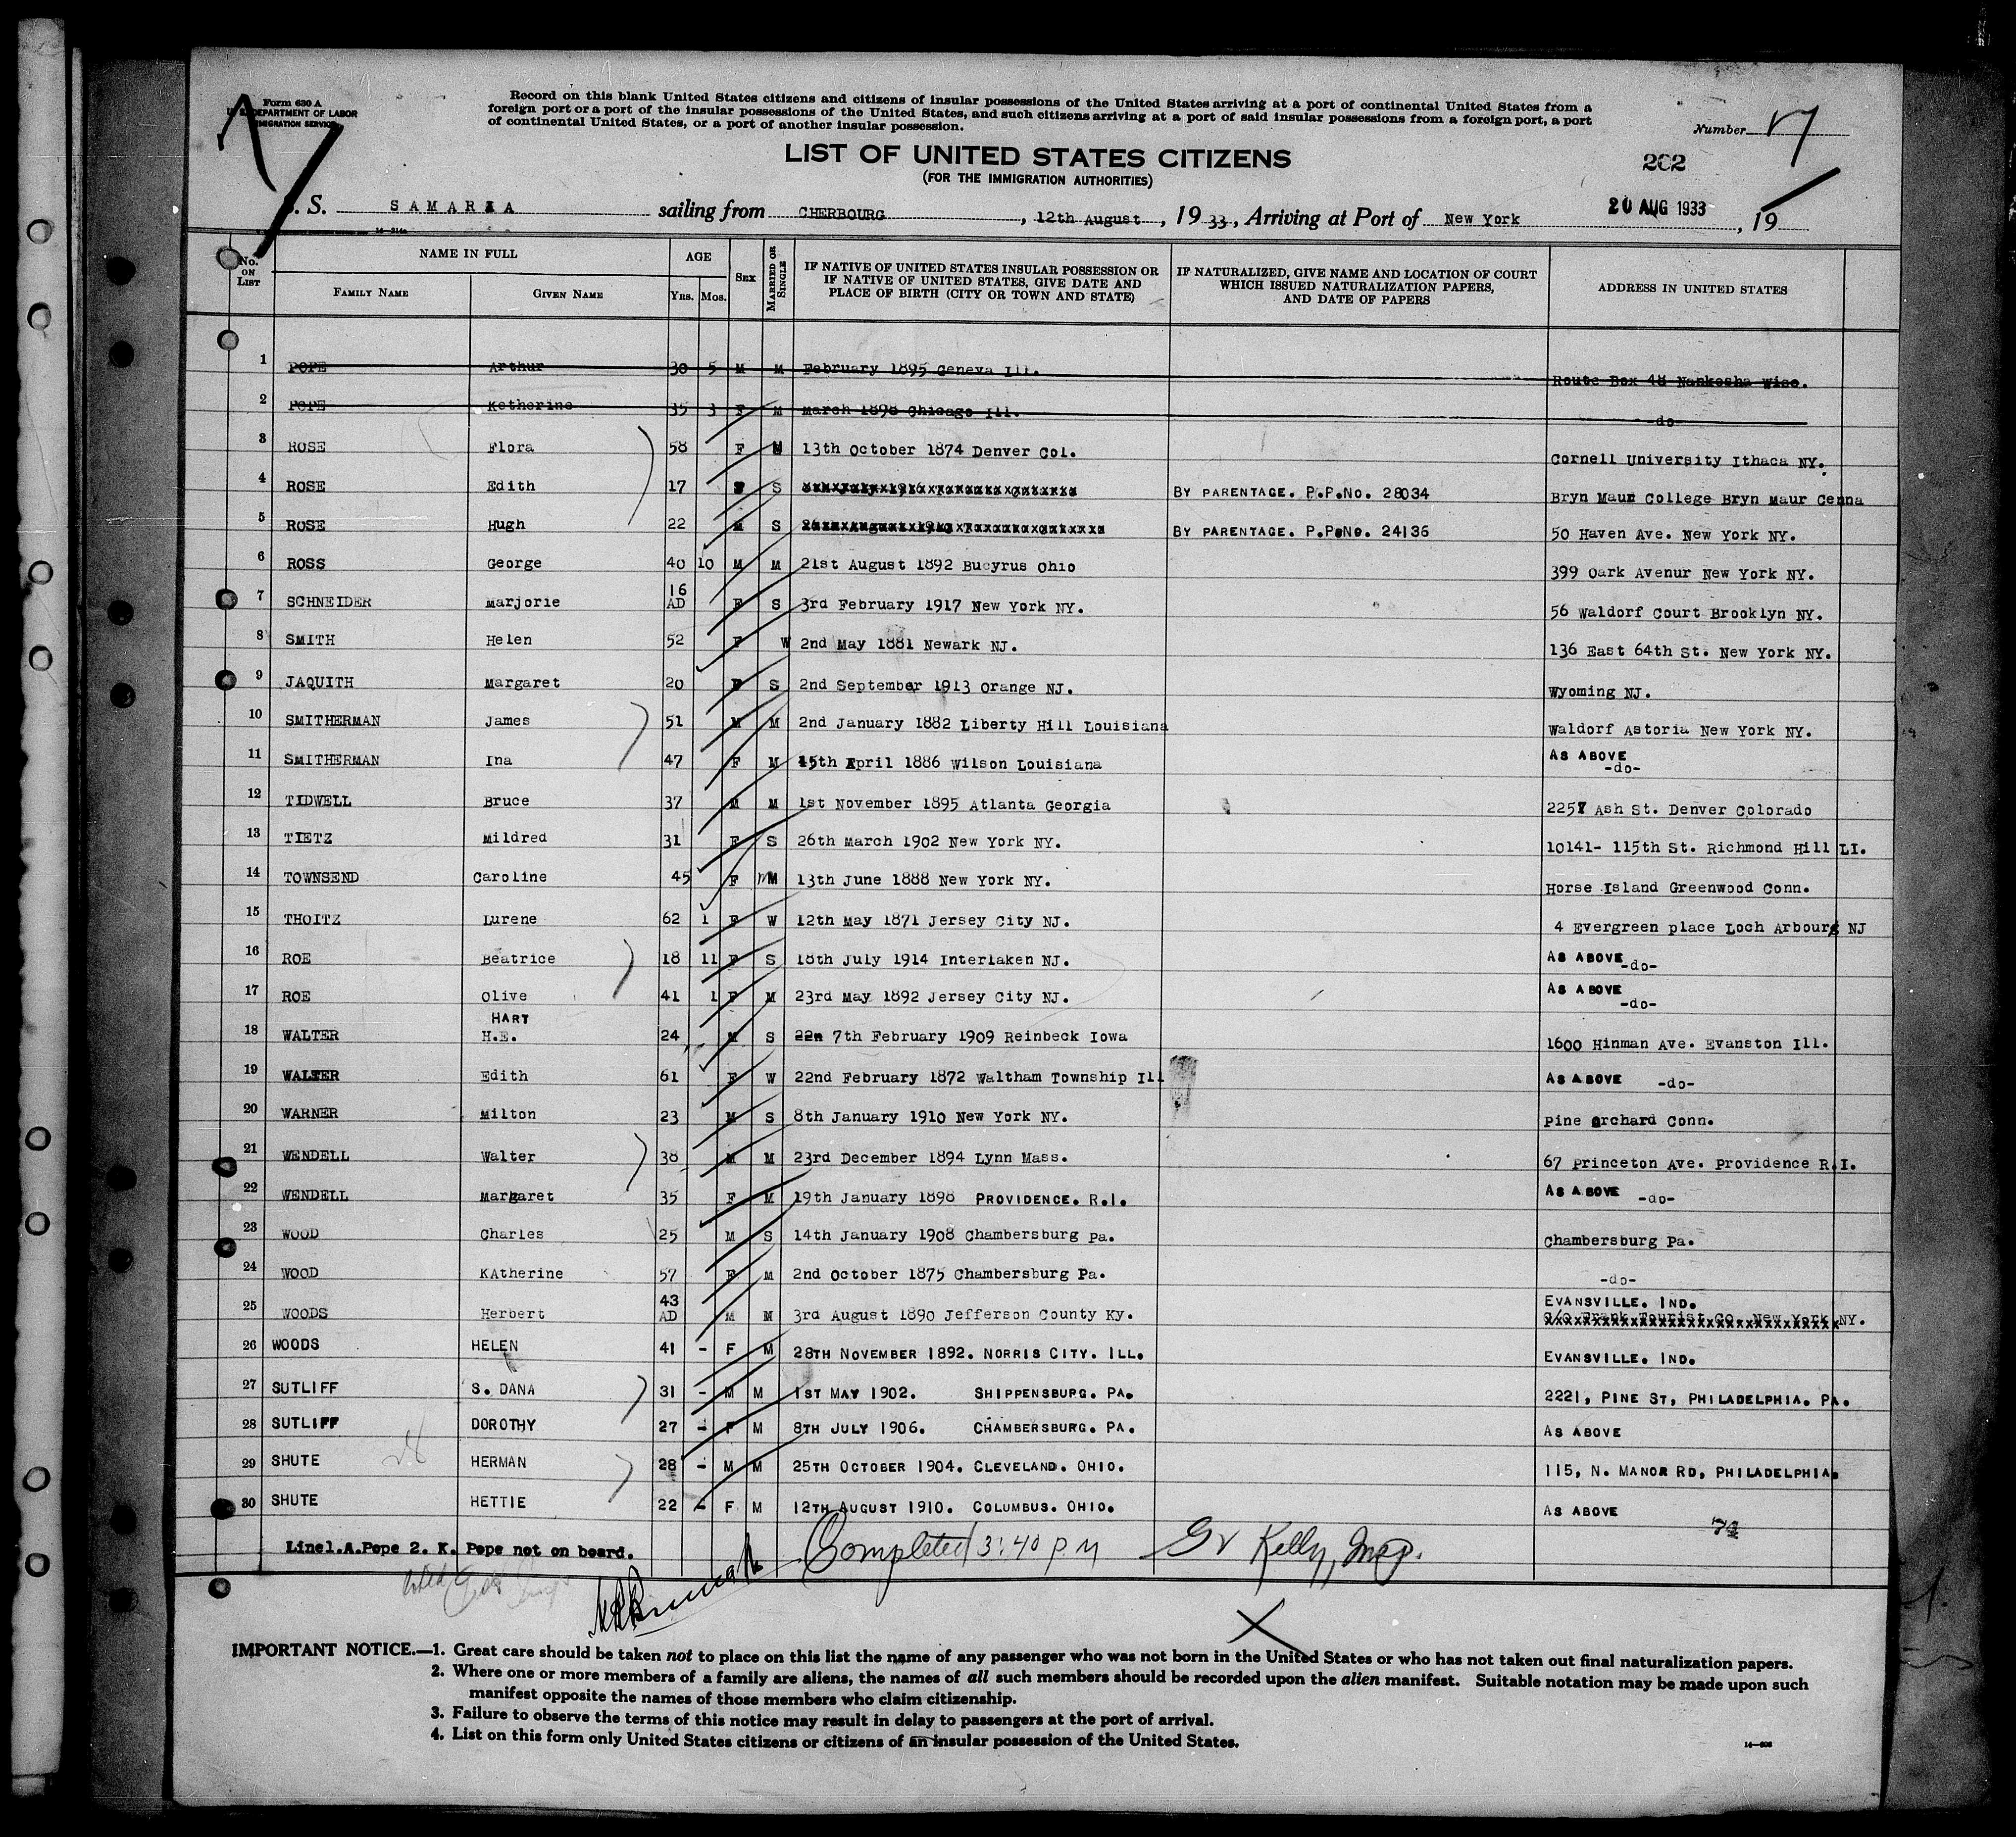 Form 630 A
U. S. DEPARTMENT OF LABOR
IMMIGRATION SERVICE
Record on this blank United States citizens and citizens of insular possessions of the United States arriving at a port of continental United States from a
foreign port or a port of the insular possessions of the United States, and such citizens arriving at a port of said insular possessions from a foreign port, a port
of continental United States, or a port of another insular possession.
Number
LIST OF UNITED STATES CITIZENS
(FOR THE IMMIGRATION AUTHORITIES)
202
S. S. SAMARIA sailing from CHERBOURG, 12th August, 1933, Arriving at Port of New York 20 AUG 1933, 19
No. ON LIST NAME IN FULL FAMILY NAME GIVEN NAME AGE YRS. MOS. SEX MARRIED OR SINGLE IF NATIVE OF UNITED STATES INSULAR POSSESSION OR IF NATIVE OF UNITED STATES, GIVE DATE AND PLACE OF BIRTH (CITY OR TOWN AND STATE) IF NATURALIZED, GIVE NAME AND LOCATION OF COURT WHICH ISSUED NATURALIZATION PAPERS, AND DATE OF PAPERS ADDRESS IN UNITED STATES
1 POPE Arthur 30 5 M M February 1895 Geneva Ill. Route Box 48 Nenkosha Wisc.
2 POPE Ketherine 35 3 F M March 1898 Chicago Ill. -do-
3 ROSE Flora 58 F 13th October 1874 Denver Col. Cornell University Ithaca NY.
4 ROSE Edith 17 S BY PARENTAGE. P.P.No. 28034 Bryn Maur College Bryn Maur Cenna
5 ROSE Hugh 22 M S BY PARENTAGE. P.P.No. 24136 50 Haven Ave. New York NY.
6 ROSS George 40 10 M M 21st August 1892 Bucyrus Ohio 399 Oark Avenur New York NY.
7 SCHNEIDER Marjorie 16 AD F S 3rd February 1917 New York NY. 56 Waldorf Court Brooklyn NY.
8 SMITH Helen 52 F W 2nd May 1881 Newark NJ. 136 East 64th St. New York NY.
9 JAQUITH Margaret 20 F S 2nd September 1913 Orange NJ. Wyoming NJ.
10 SMITHERMAN James 51 M M 2nd January 1882 Liberty Hill Louisiana Waldorf Astoria New York NY.
11 SMITHERMAN Ina 47 F M 15th April 1886 Wilson Louisiana AS ABOVE -do-
12 TIDWELL Bruce 37 M M 1st November 1895 Atlanta Georgia 2257 Ash St. Denver Colorado
13 TIETZ Mildred 31 F S 26th March 1902 New York NY. 10141- 115th St. Richmond Hill LI.
14 TOWNSEND Caroline 45 F M 13th June 1888 New York NY. Horse Island Greenwood Conn.
15 THOITZ Lurene 62 1 F W 12th May 1871 Jersey City NJ. 4 Evergreen place Loch Arbourg NJ
16 ROE Beatrice 18 11 F S 18th July 1914 Interlaken NJ. AS ABOVE -do-
17 ROE Olive 41 1 F M 23rd May 1892 Jersey City NJ. AS ABOVE -do-
18 WALTER HART H.E. 24 M S 22n 7th February 1909 Reinbeck Iowa 1600 Hinman Ave. Evanston Ill.
19 WALTER Edith 61 F W 22nd February 1872 Waltham Township Ill AS ABOVE -do-
20 WARNER Milton 23 M S 8th January 1910 New York NY. Pine Orchard Conn.
21 WENDELL Walter 38 M M 23rd December 1894 Lynn Mass. 67 Princeton Ave. Providence R.I.
22 WENDELL Margaret 35 F M 19th January 1898 PROVIDENCE. R.I. AS ABOVE -do-
23 WOOD Charles 25 M S 14th January 1908 Chambersburg Pa. Chambersburg Pa.
24 WOOD KAtherine 57 F M 2nd October 1875 Chambersburg Pa. -do-
25 WOODS Herbert 43 AD M M 3rd August 1890 Jefferson County Ky. EVANSVILLE. IND. c/o Frank Tourist Co. New York NY.
26 WOODS HELEN 41 - F M 28TH NOVEMBER 1892. NORRIS CITY. ILL. EVANSVILLE. IND.
27 SUTLIFF S. DANA 31 - M M 1ST MAY 1902. SHIPPENSBURG. PA. 2221, PINE ST, PHILADELPHIA. PA.
28 SUTLIFF DOROTHY 27 - F M 8TH JULY 1906. CHAMBERSBURG. PA. AS ABOVE
29 SHUTE HERMAN 28 - M M 25TH OCTOBER 1904. CLEVELAND. OHIO. 115, N. MANOR RD, PHILADELPHIA.
30 SHUTE HETTIE 22 - F M 12TH AUGUST 1910. COLUMBUS. OHIO. AS ABOVE
74
Line1.A.Pope 2. K. Pope not on board. Completed 3:40 P.M Kelly, Insp.
IMPORTANT NOTICE.—1. Great care should be taken not to place on this list the name of any passenger who was not born in the United States or who has not taken out final naturalization papers.
2. Where one or more members of a family are aliens, the names of all such members should be recorded upon the alien manifest. Suitable notation may be made upon such
manifest opposite the names of those members who claim citizenship.
3. Failure to observe the terms of this notice may result in delay to passengers at the port of arrival.
4. List on this form only United States citizens or citizens of an insular possession of the United States.